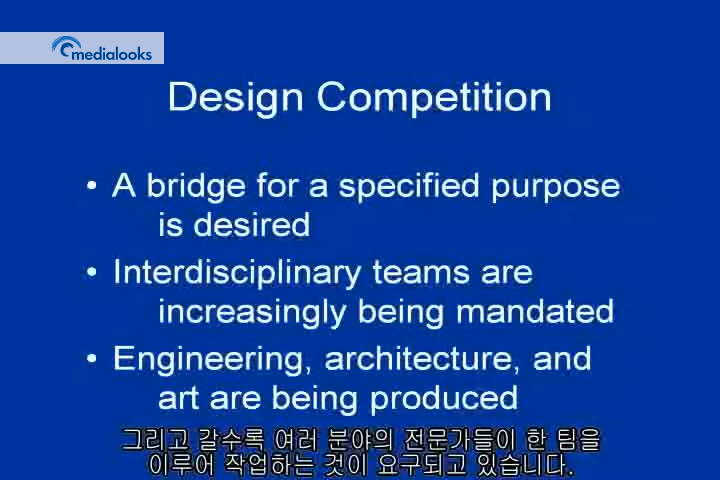 medialooks
Design Competition
• A bridge for a specified purpose
is desired
• Interdisciplinary teams are
increasingly being mandated
• Engineering, architecture, and
art are being produced
그리고 갈수록 여러 분야의 전문가들이 한 팀을
이루어 작업하는 것이 요구되고 있습니다.